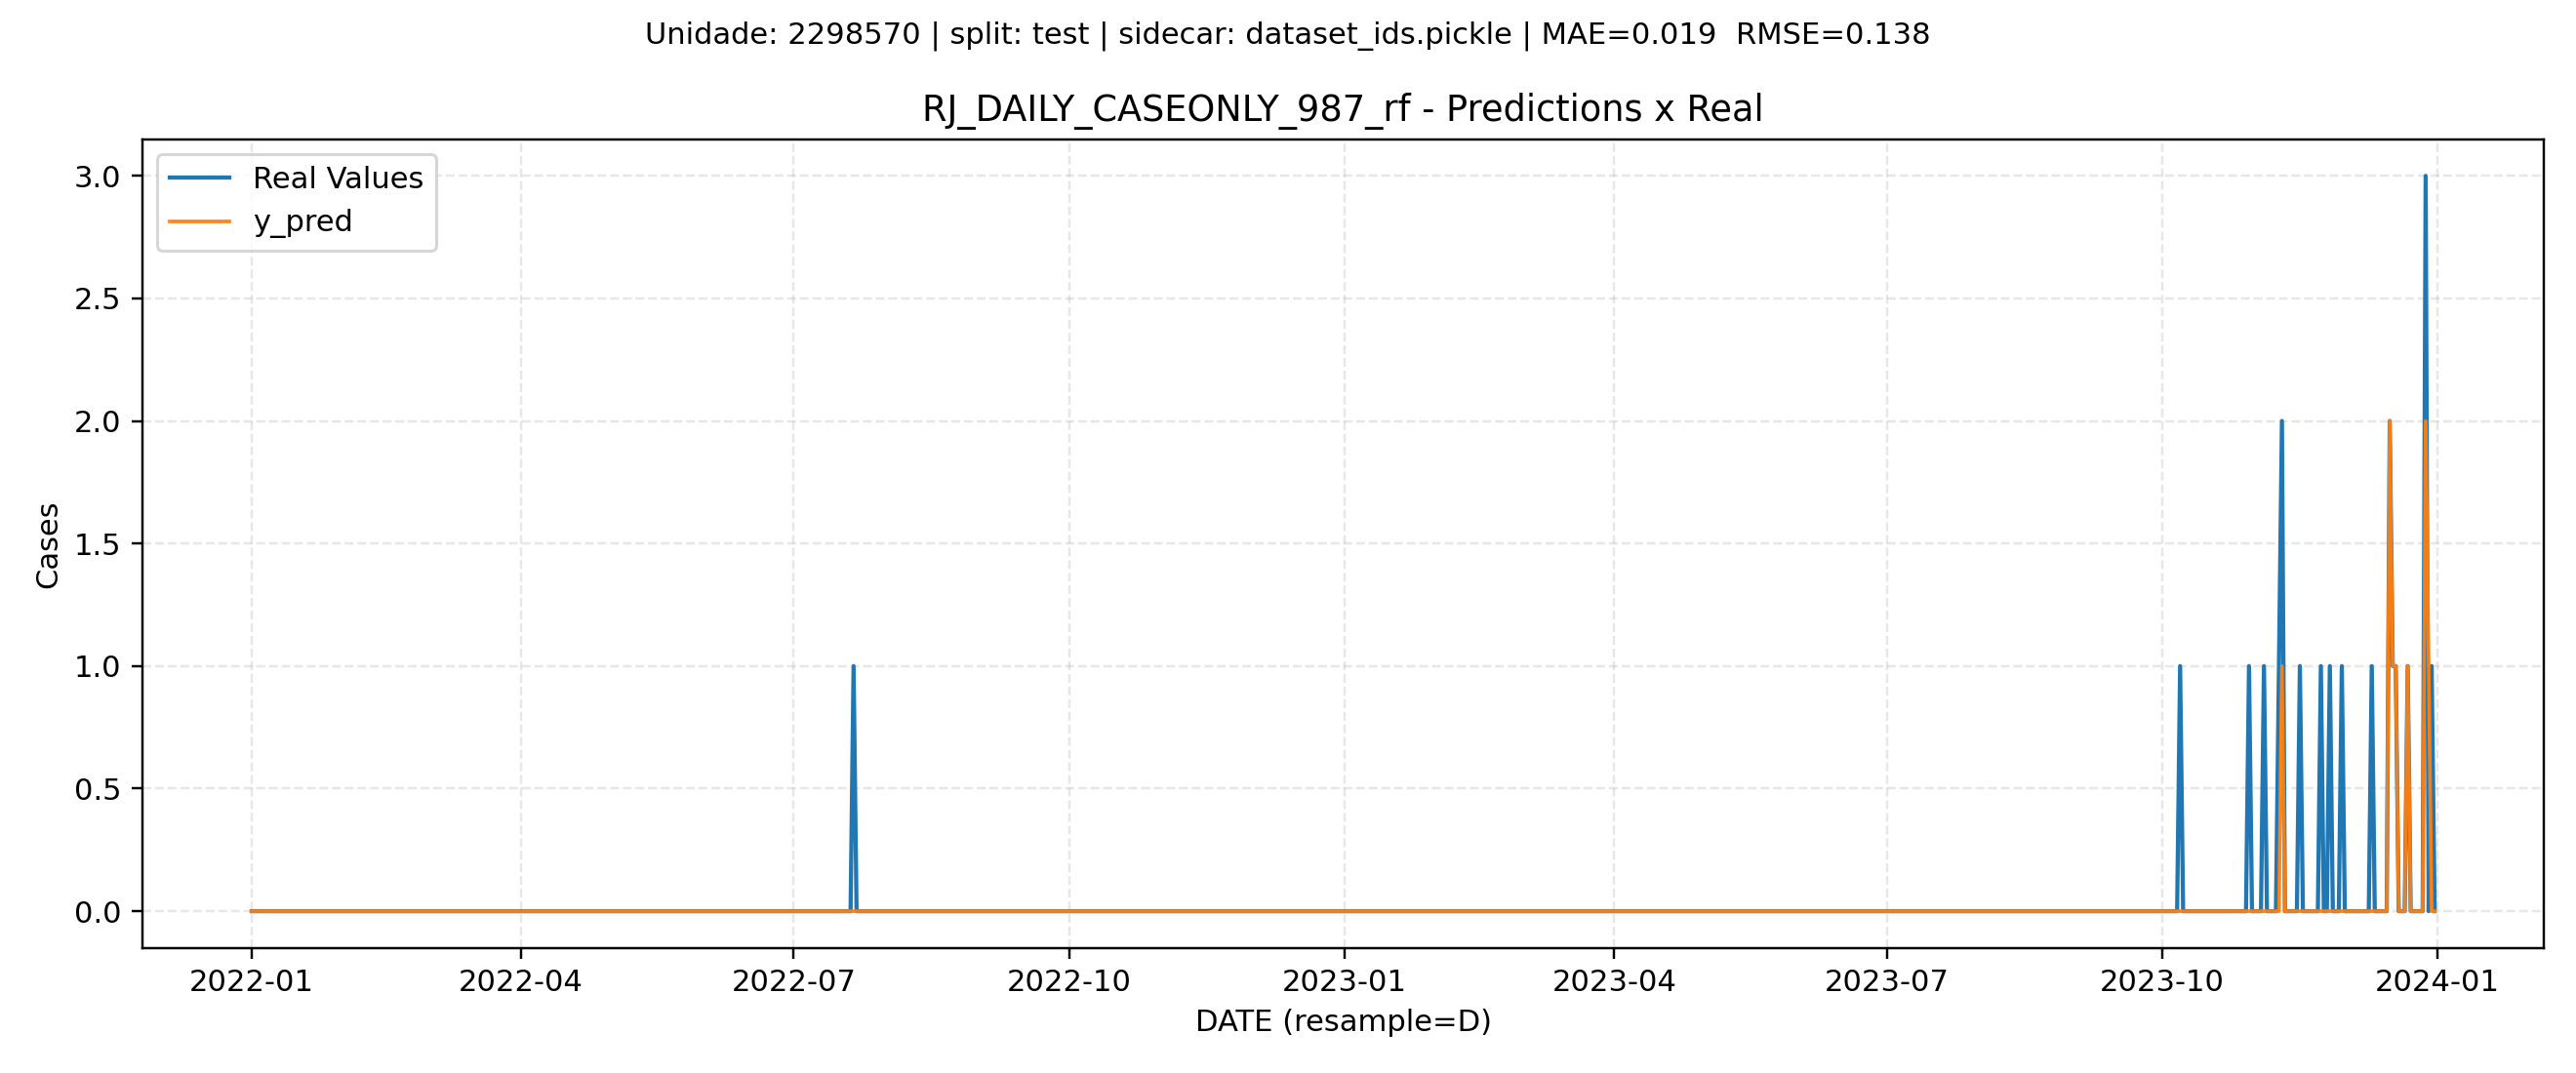 Unidade: 2298570 | split: test | sidecar: dataset_ids.pickle | MAE=0.019  RMSE=0.138
RJ_DAILY_CASEONLY_987_rf - Predictions x Real
Real Values
y_pred
3.0
2.5
2.0
1.5
1.0
0.5
0.0
Cases
2022-01
2022-04
2022-07
2022-10
2023-01
2023-04
2023-07
2023-10
2024-01
DATE (resample=D)